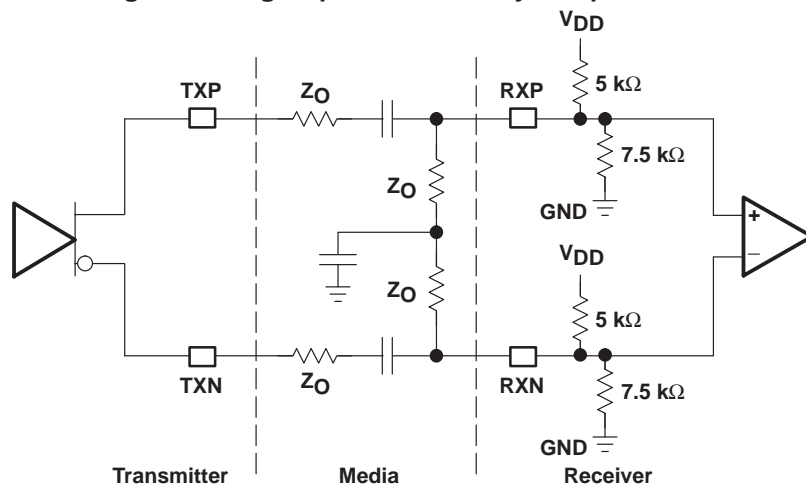 VDD
TXP
ZO
RXP
5 kΩ
7.5 kΩ
ZO
GND
+
VDD
−
ZO
5 kΩ
TXN
ZO
RXN
7.5 kΩ
GND
Transmitter
Media
Receiver